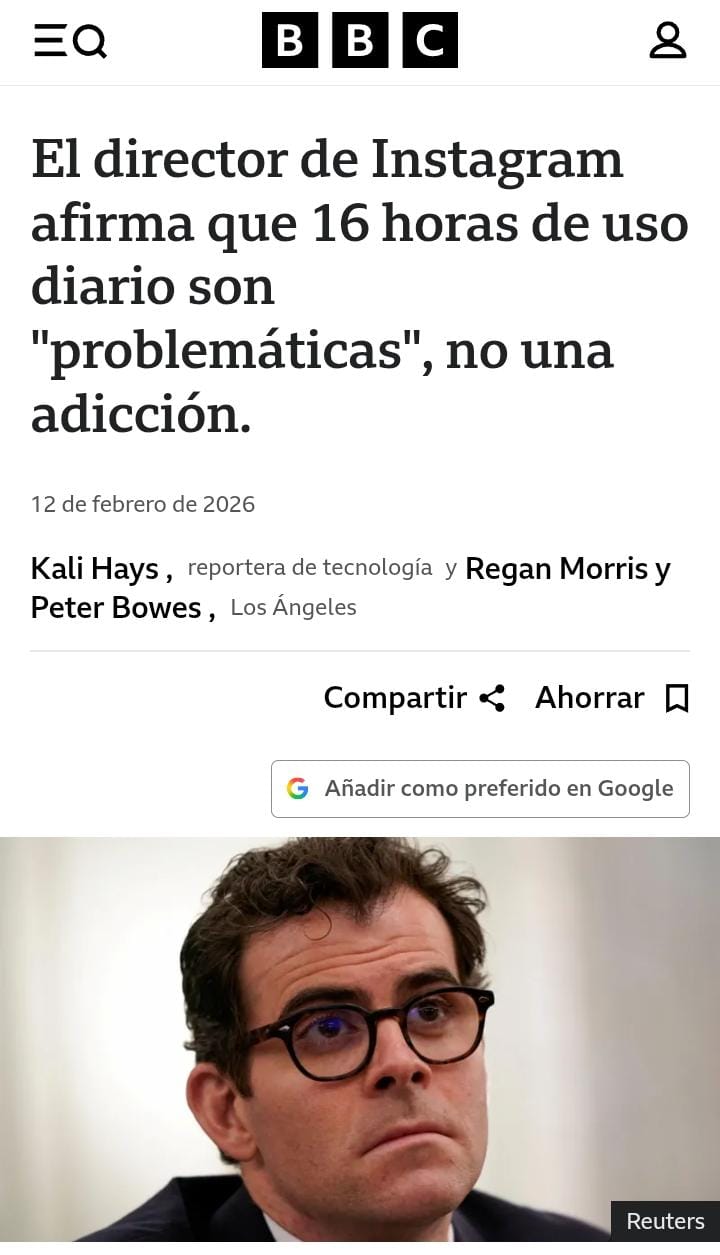 BBC
El director de Instagram
afirma que 16 horas de uso
diario son
"problemáticas", no una
adicción.
12 de febrero de 2026
Kali Hays , reportera de tecnología y Regan Morris y
Peter Bowes , Los Ángeles
Compartir Ahorrar
G Añadir como preferido en Google
Reuters